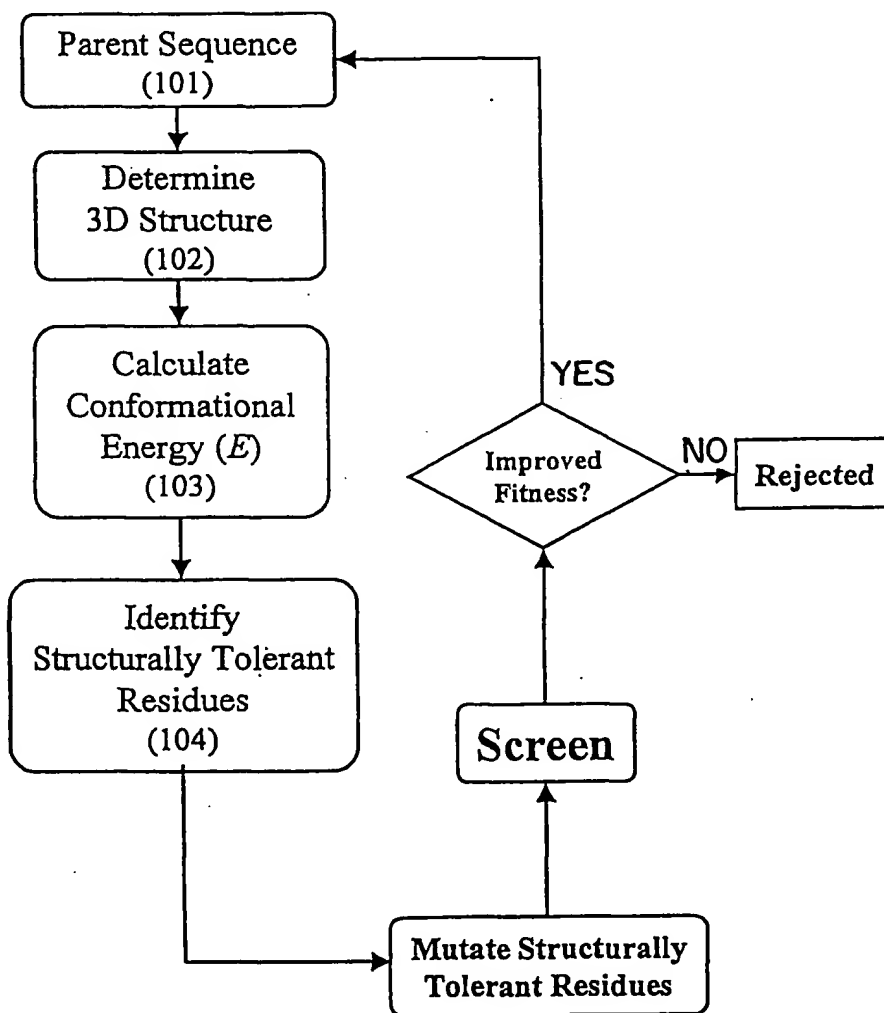 Parent Sequence
(101)
Determine
3D Structure
(102)
Calculate
Conformational
Energy (E)
(103)
Identify
Structurally Tolerant
Residues
(104)
Mutate Structurally
Tolerant Residues
Screen
Improved
Fitness?
YES
NO
Rejected